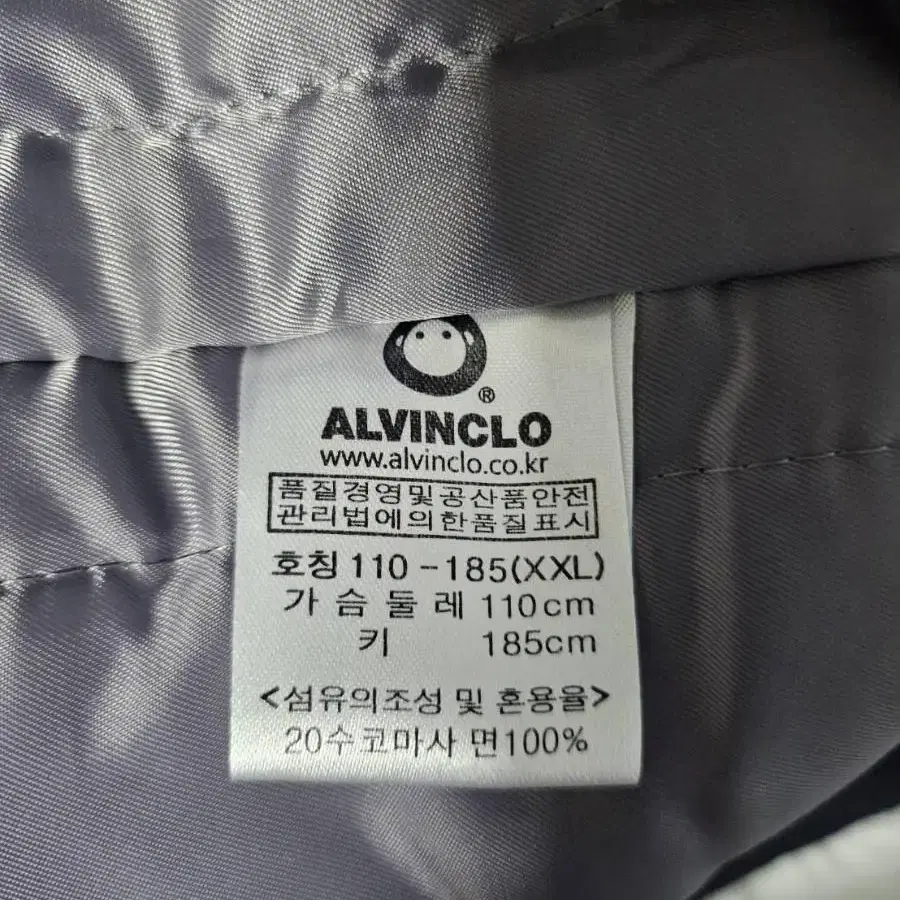 ®
ALVINCLO
www.alvinclo.co.kr
품질경영및공산품안전
관리법에의한품질표시
호칭 110-185(XXL)
가슴둘레 110cm
키 185cm
<섬유의조성 및 혼용율>
20수코마사 면100%